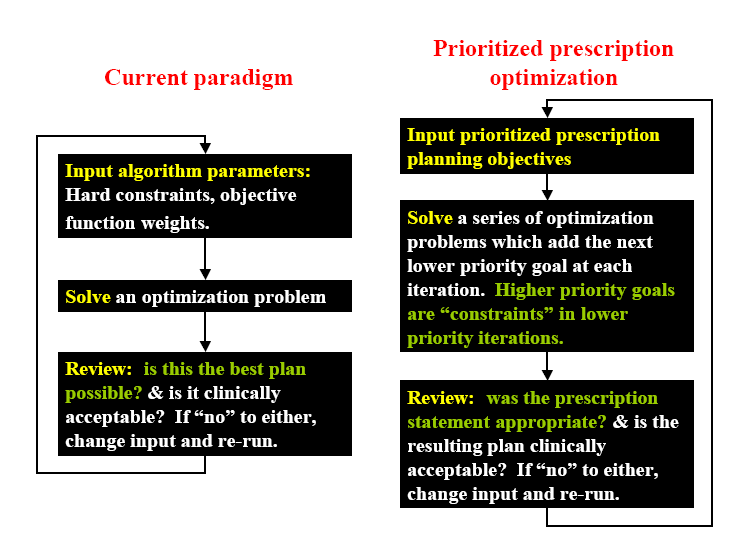 Current paradigm
Input algorithm parameters:
Hard constraints, objective
function weights.
Solve an optimization problem
Review:  is this the best plan
possible? & is it clinically
acceptable?  If “no” to either,
change input and re-run.
Prioritized prescription
optimization
Input prioritized prescription
planning objectives
Solve a series of optimization
problems which add the next
lower priority goal at each
iteration.  Higher priority goals
are “constraints” in lower
priority iterations.
Review:  was the prescription
statement appropriate? & is the
resulting plan clinically
acceptable?  If “no” to either,
change input and re-run.